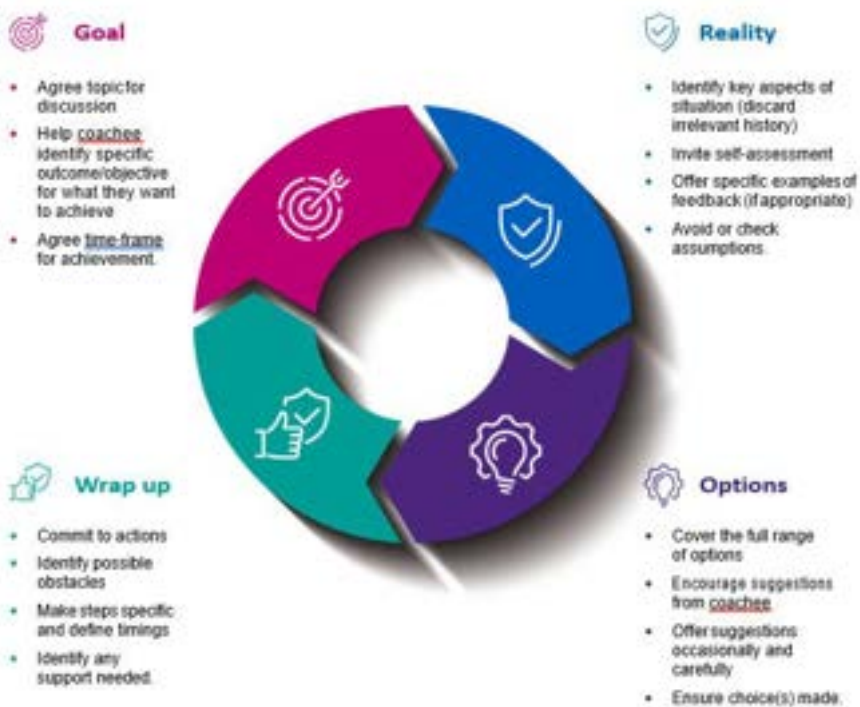 Goal
Agree topic for
discussion
Help coachee
identify specific
outcome/objective
for what they want
to achieve
Agree time-frame
for achievement.
Reality
Identify key aspects of
situation (discard
irrelevant history)
Invite self-assessment
Offer specific examples of
feedback (if appropriate)
Avoid or check
assumptions.
Wrap up
Commit to actions
Identify possible
obstacles
Make steps specific
and define timings
Identify any
support needed.
Options
Cover the full range
of options
Encourage suggestions
from coachee
Offer suggestions
occasionally and
carefully
Ensure choice(s) made.